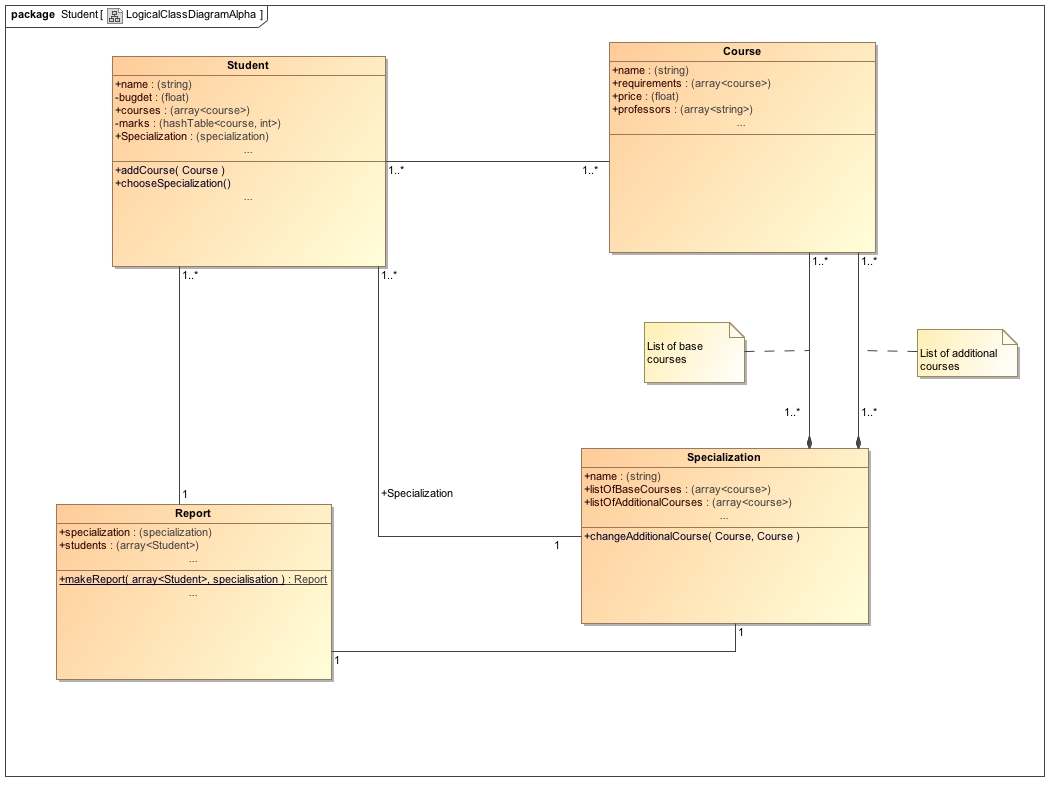 package Student [ LogicalClassDiagramAlpha ]
Student
+name : (string)
-bugdet : (float)
+courses : (array<course>)
-marks : (hashTable<course, int>)
+Specialization : (specialization)
...
+addCourse( Course )
+chooseSpecialization()
...
Course
+name : (string)
+requirements : (array<course>)
+price : (float)
+professors : (array<string>)
...
1..*
1..*
1..*
1..*
1..*
1..*
List of base
courses
List of additional
courses
1..*
1..*
1
+Specialization
1
Specialization
+name : (string)
+listOfBaseCourses : (array<course>)
+listOfAdditionalCourses : (array<course>)
...
+changeAdditionalCourse( Course, Course )
Report
+specialization : (specialization)
+students : (array<Student>)
...
+makeReport( array<Student>, specialisation ) : Report
...
1
1